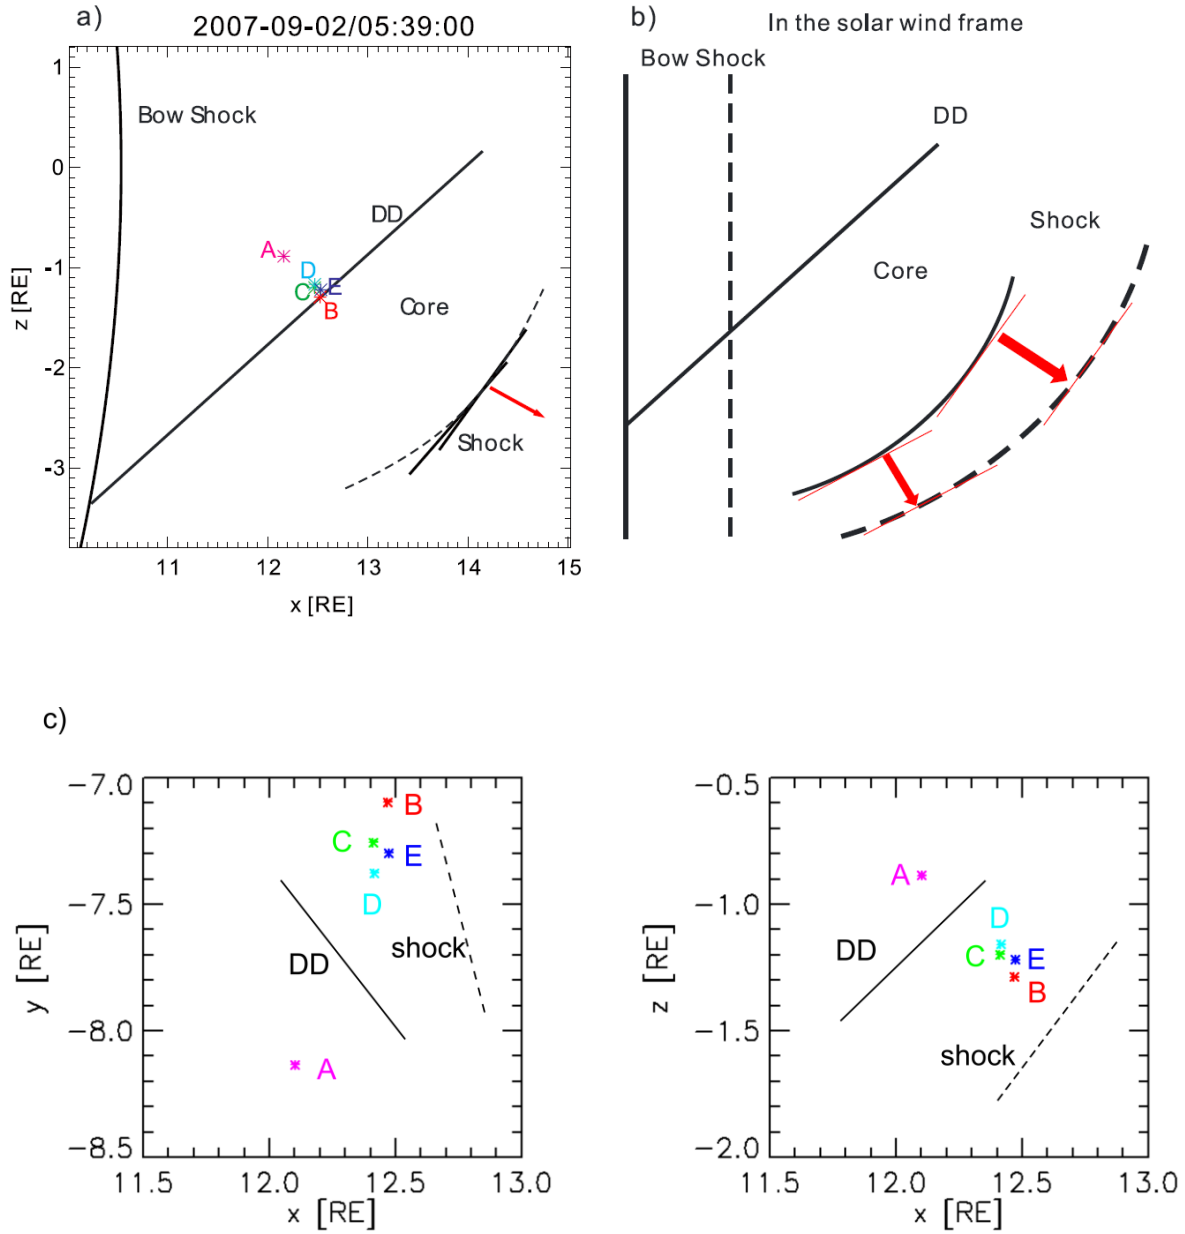 a)
2007-09-02/05:39:00
Bow Shock
DD
A
D
C
E
B
Core
Shock
1
0
-1
-2
-3
z [RE]
11
12
13
14
15
x [RE]
b)
In the solar wind frame
Bow Shock
DD
Shock
Core
c)
-7.0
-7.5
-8.0
-8.5
y [RE]
B
C
E
D
DD
shock
A
11.5
12.0
12.5
13.0
x [RE]
-0.5
-1.0
-1.5
-2.0
z [RE]
A
D
DD
C
E
B
shock
11.5
12.0
12.5
13.0
x [RE]